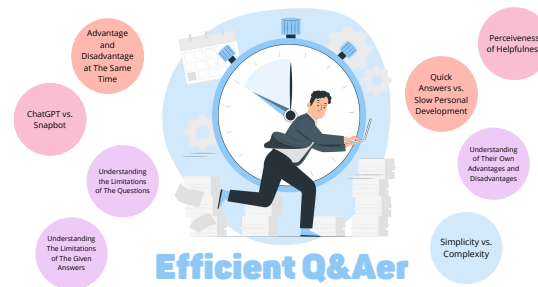 Advantage
and
Disadvantage
at The Same
Time
ChatGPT vs.
Snapbot
Understanding
the Limitations
of The Questions
Understanding
The Limitations
of The Given
Answers
Perceiveness
of Helpfulness
Quick
Answers vs.
Slow Personal
Development
Understanding
of Their Own
Advantages and
Disadvantages
Simplicity vs.
Complexity
Efficient Q&Aer